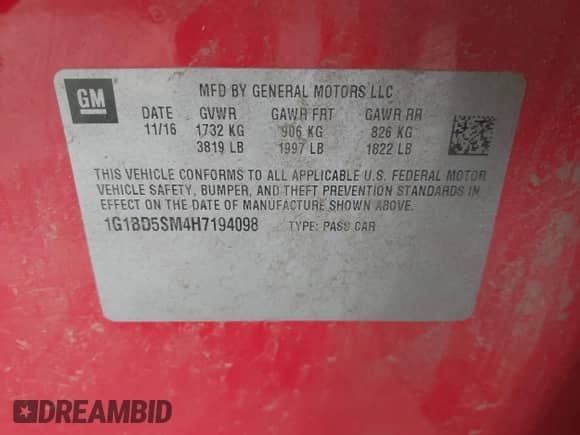 GM
MFD BY GENERAL MOTORS LLC
DATE GVWR GAWR FRT GAWR RR
11/16 1732 KG 906 KG 826 KG
3819 LB 1997 LB 1822 LB
THIS VEHICLE CONFORMS TO ALL APPLICABLE U.S. FEDERAL MOTOR
VEHICLE SAFETY, BUMPER, AND THEFT PREVENTION STANDARDS IN
EFFECT ON THE DATE OF MANUFACTURE SHOWN ABOVE.
1G1BD5SM4H7194098 TYPE: PASS CAR
DREAMBID